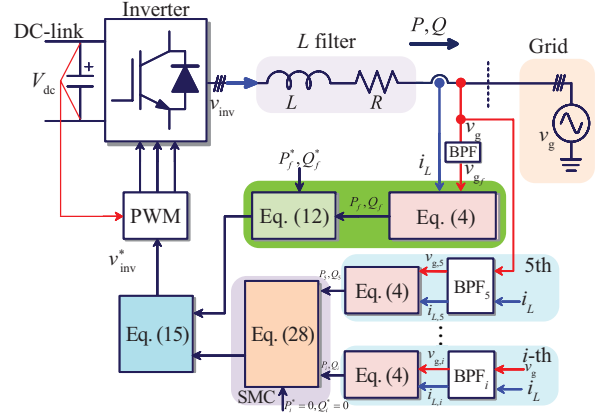 Inverter
DC-link
V_dc
+
v_inv
L filter
L
R
P, Q
Grid
v_g
v_g
BPF
v_gf
i_L
P_f^*, Q_f^*
PWM
Eq. (12)
P_f, Q_f
Eq. (4)
v_inv^*
5th
Eq. (15)
Eq. (28)
P_5, Q_5
Eq. (4)
v_g,5
i_L,5
BPF_5
i_L
P_i, Q_i
Eq. (4)
v_g,i
i_L,i
BPF_i
i-th
v_g
i_L
SMC
P_i^*=0, Q_i^*=0